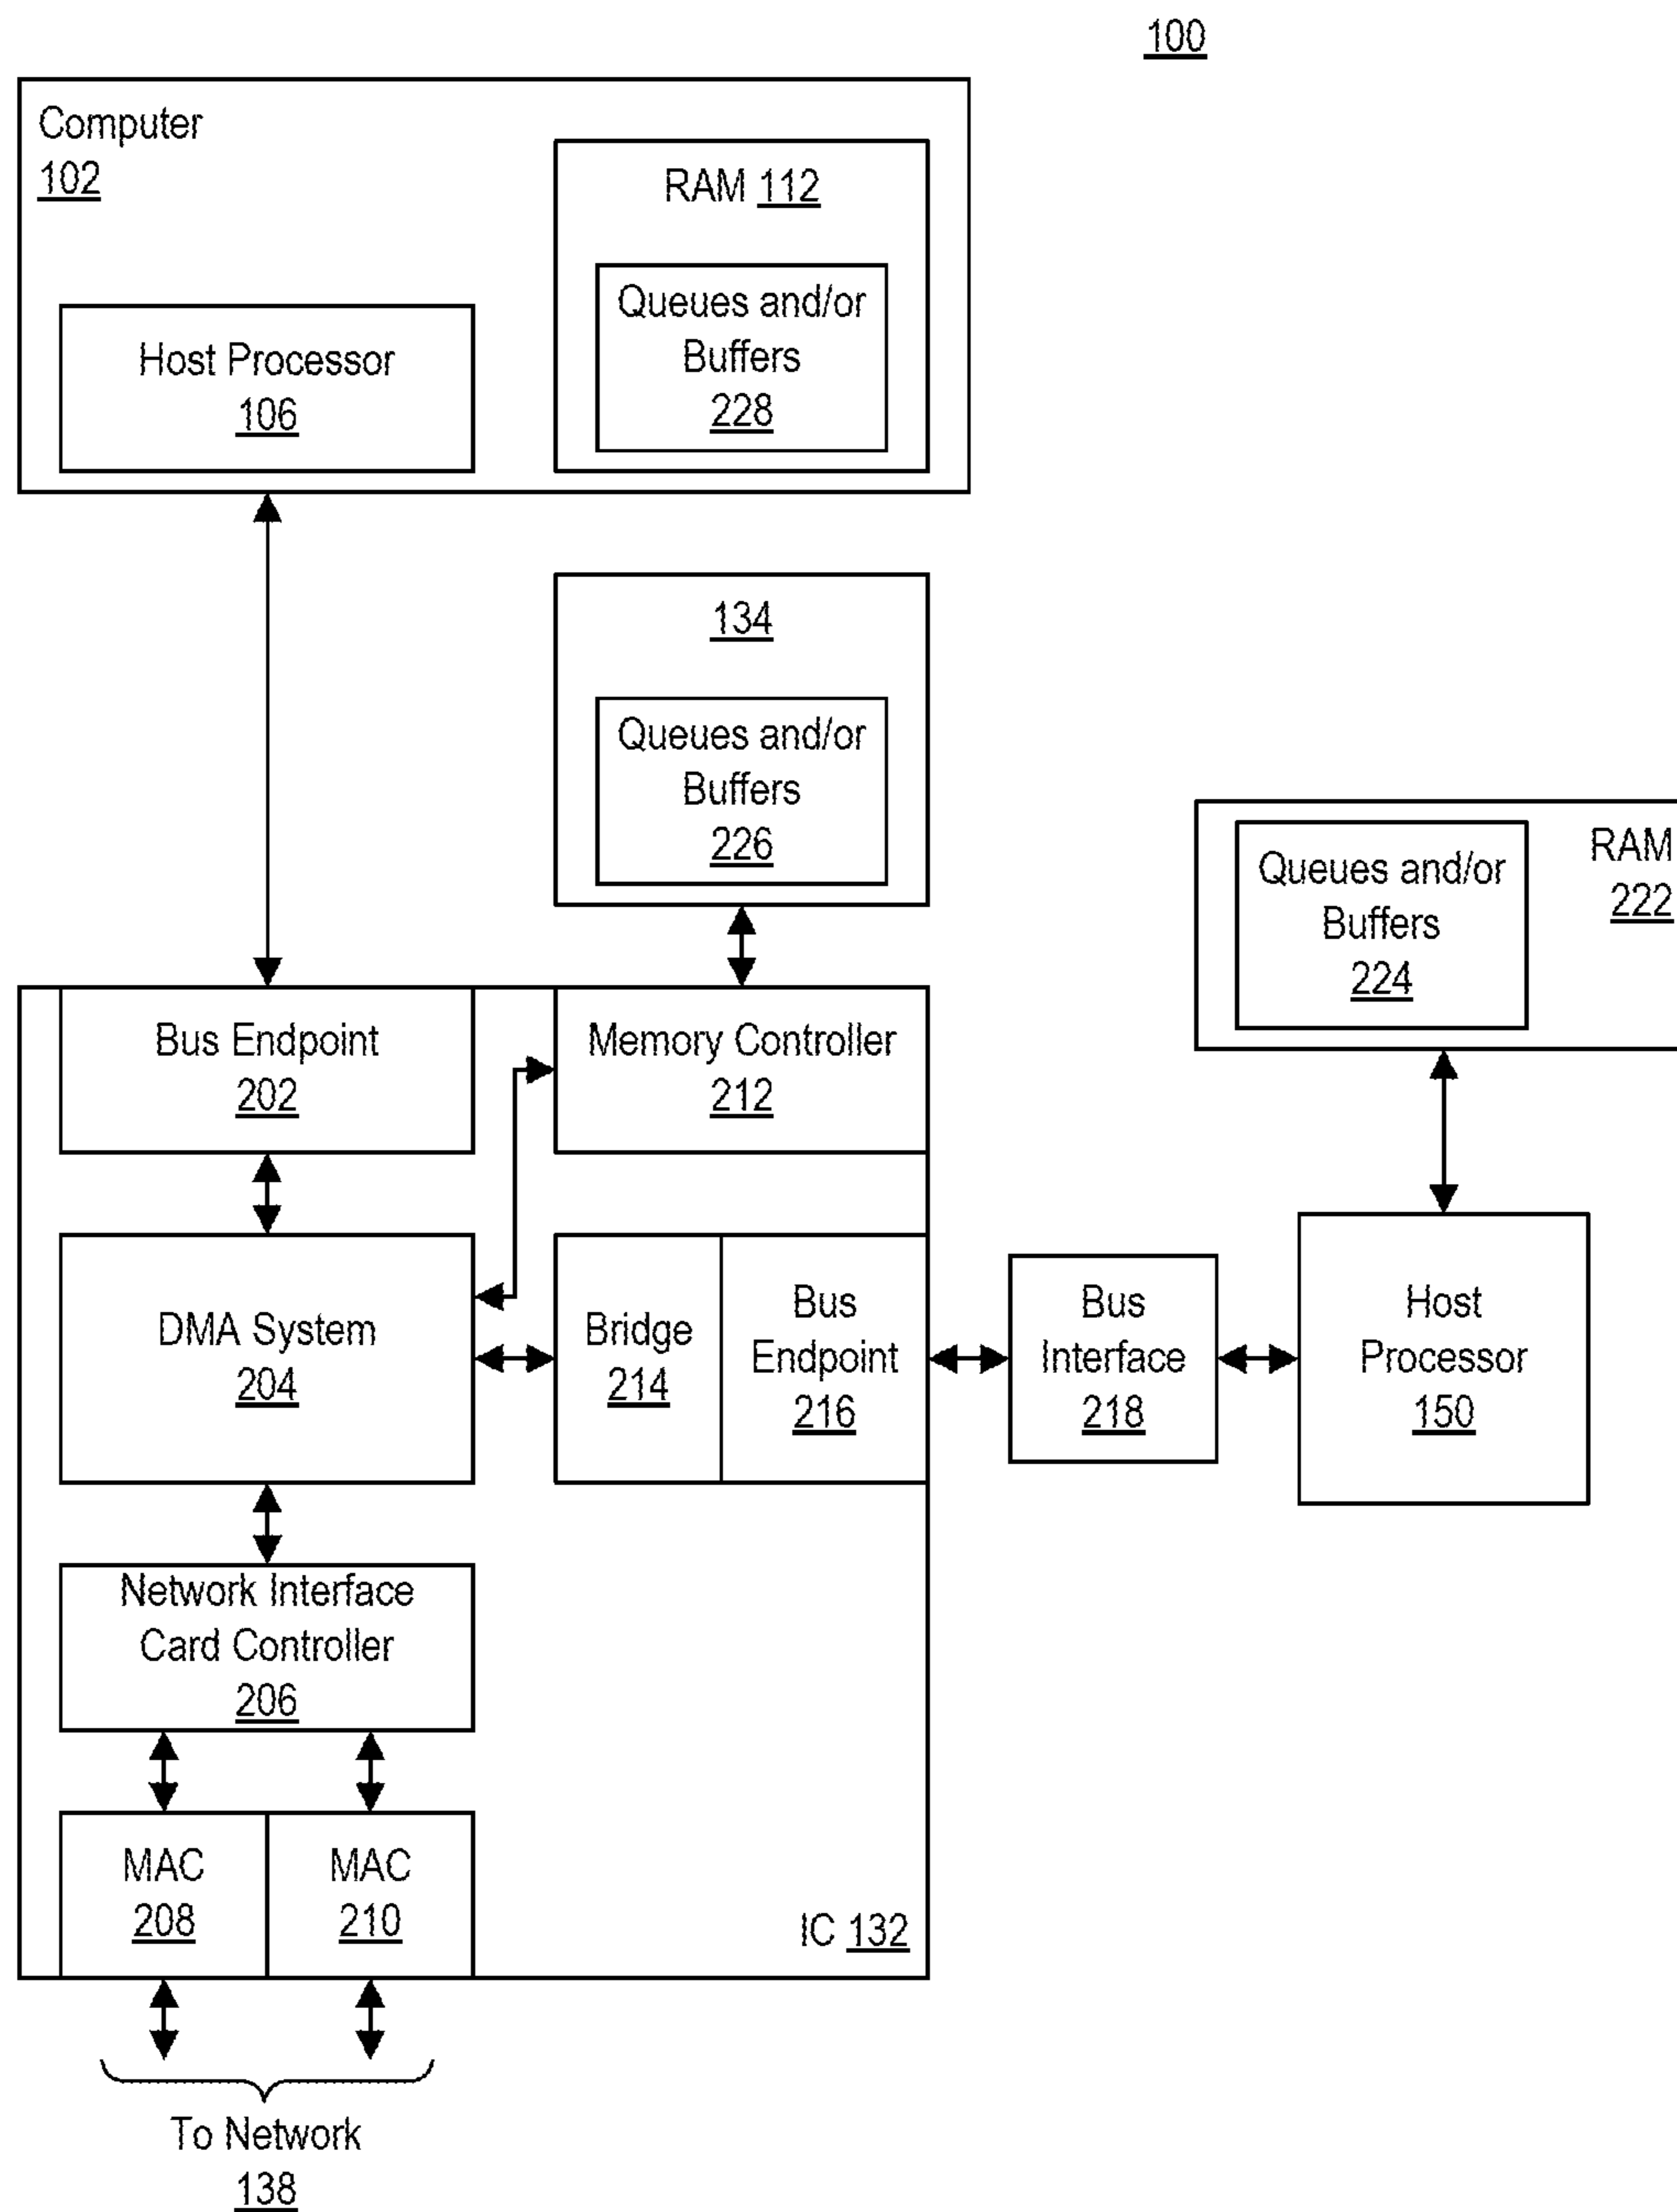 100
Computer
102
RAM 112
Queues and/or
Buffers
228
Host Processor
106
134
Queues and/or
Buffers
226
RAM
222
Queues and/or
Buffers
224
Bus Endpoint
202
Memory Controller
212
DMA System
204
Bridge
214
Bus
Endpoint
216
Bus
Interface
218
Host
Processor
150
Network Interface
Card Controller
206
MAC
208
MAC
210
IC 132
To Network
138